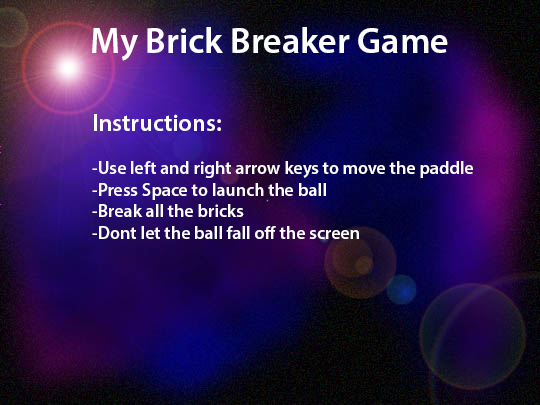 My Brick Breaker Game
Instructions:
-Use left and right arrow keys to move the paddle
-Press Space to launch the ball
-Break all the bricks
-Dont let the ball fall off the screen